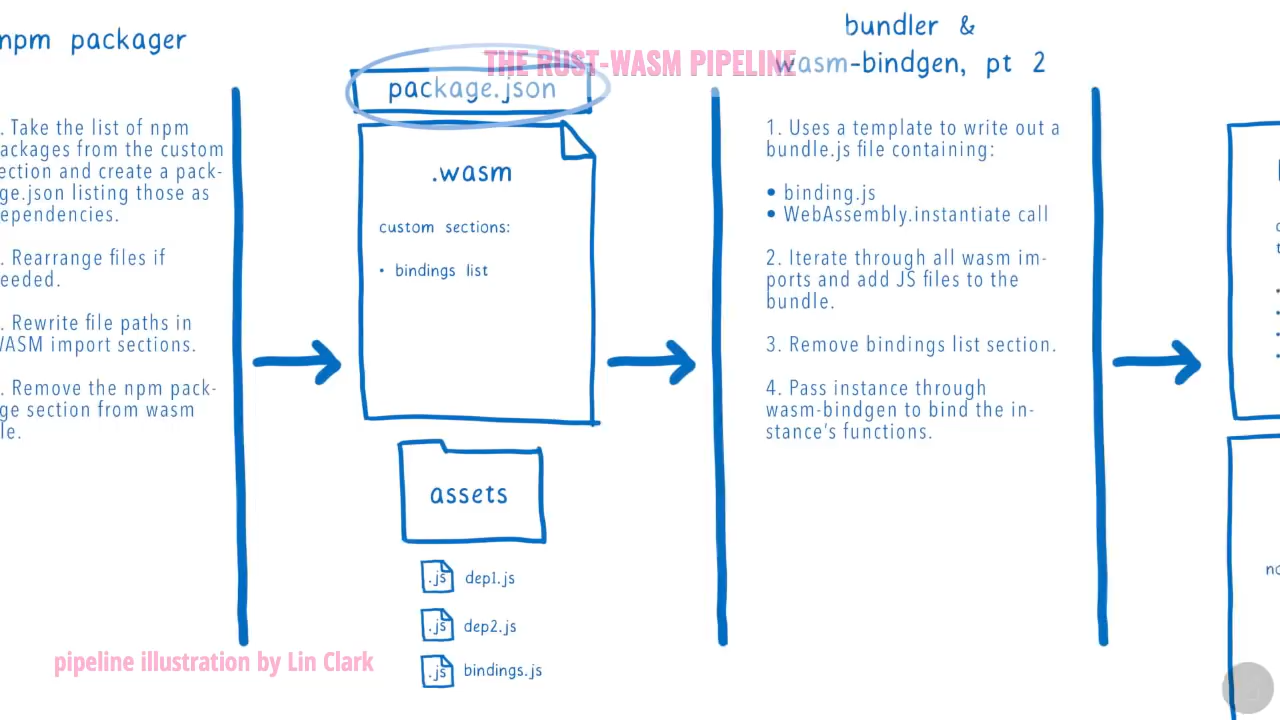 THE RUST-WASM PIPELINE
npm packager
. Take the list of npm
ackages from the custom
ection and create a pack-
ge.json listing those as
ependencies.
. Rearrange files if
eeded.
. Rewrite file paths in
WASM import sections.
. Remove the npm pack-
ge section from wasm
le.
package.json
.wasm
custom sections:
• bindings list
assets
.js dep1.js
.js dep2.js
.js bindings.js
bundler &
wasm-bindgen, pt 2
1. Uses a template to write out a
bundle.js file containing:
• binding.js
• WebAssembly.instantiate call
2. Iterate through all wasm im-
ports and add JS files to the
bundle.
3. Remove bindings list section.
4. Pass instance through
wasm-bindgen to bind the in-
stance's functions.
pipeline illustration by Lin Clark